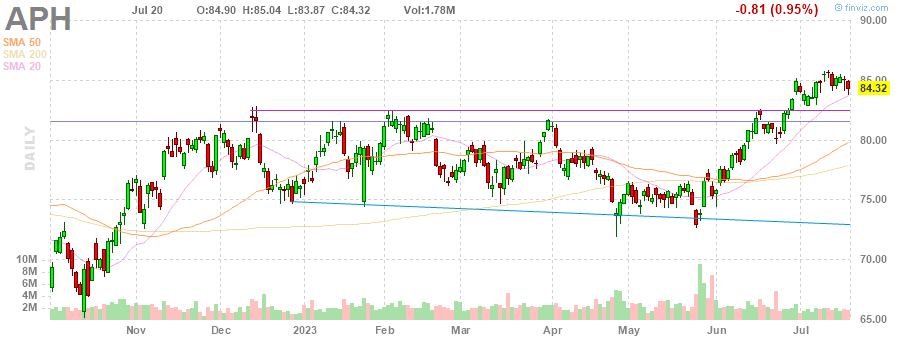 APH
Jul 20 O:84.90 H:85.04 L:83.87 C:84.32 Vol:1.78M -0.81 (0.95%) © finviz.com
SMA 50
SMA 200
SMA 20
DAILY
90.00
85.00
84.32
80.00
75.00
70.00
65.00
10M
8M
6M
4M
2M
Nov Dec 2023 Feb Mar Apr May Jun Jul